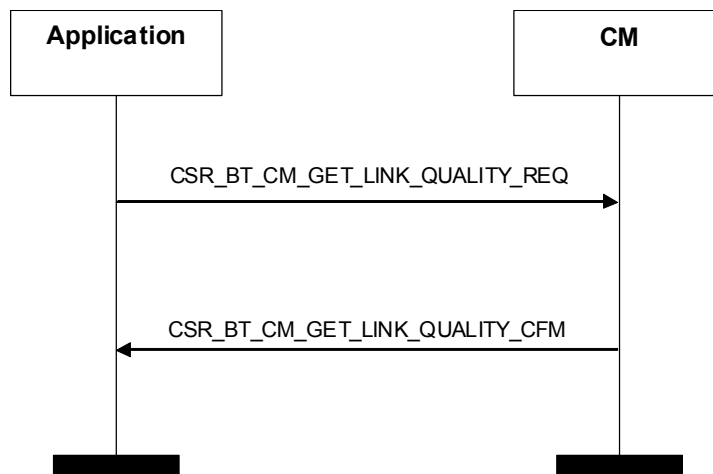 Application
CM
CSR_BT_CM_GET_LINK_QUALITY_REQ
CSR_BT_CM_GET_LINK_QUALITY_CFM